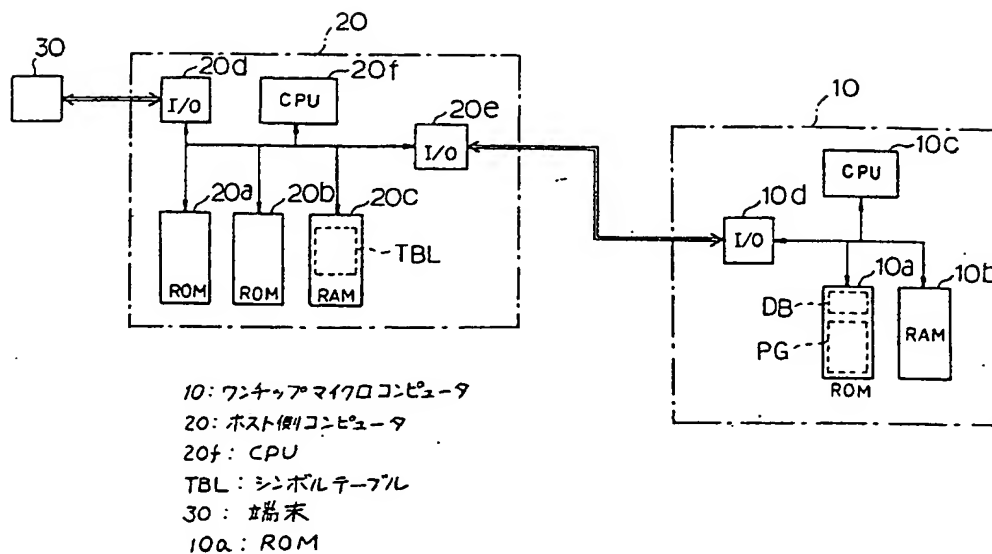 20
30
20d
I/O
20f
CPU
20e
I/O
10
10c
CPU
10d
I/O
20a
ROM
20b
ROM
20c
TBL
RAM
10a
DB
PG
ROM
10b
RAM
10:ワンチップマイクロコンピュータ
20:ホスト側コンピュータ
20f: CPU
TBL:シンボルテーブル
30: 端末
10a: ROM